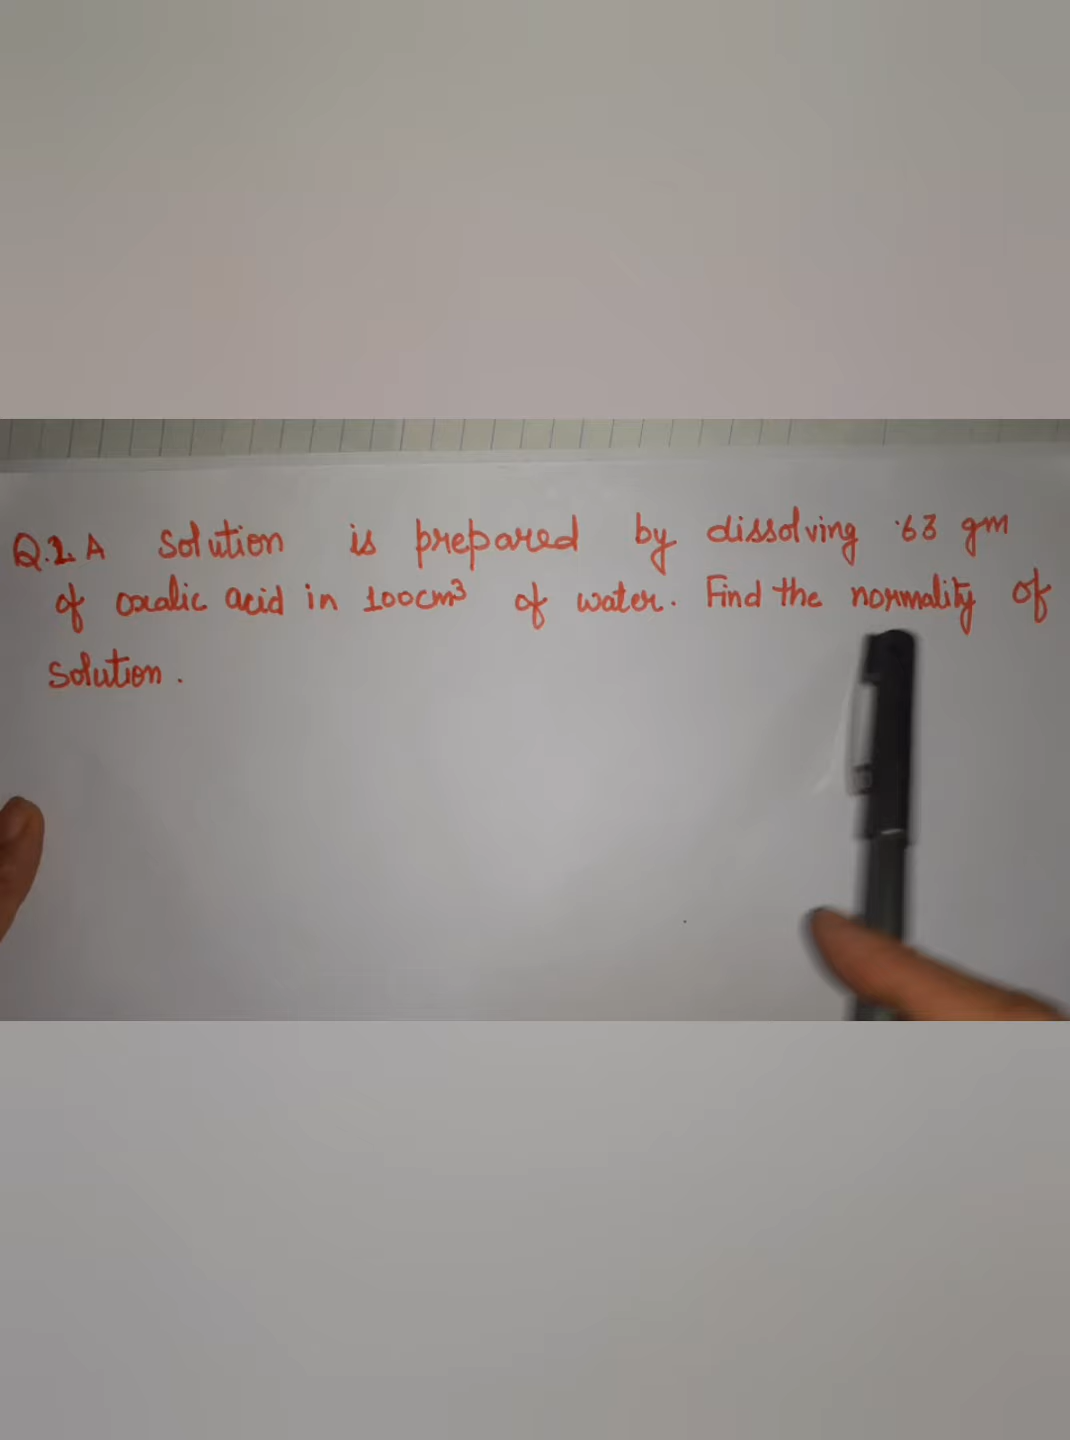 Q.1. A solution is prepared by dissolving .63 gm
of oxalic acid in 100cm³ of water. Find the normality of
solution.